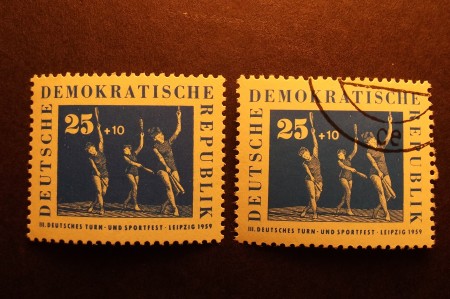 DEUTSCHE DEMOKRATISCHE REPUBLIK
25 +10
III. DEUTSCHES TURN-UND SPORTFEST · LEIPZIG 1959
DEUTSCHE DEMOKRATISCHE REPUBLIK
25 +10
III. DEUTSCHES TURN-UND SPORTFEST · LEIPZIG 1959